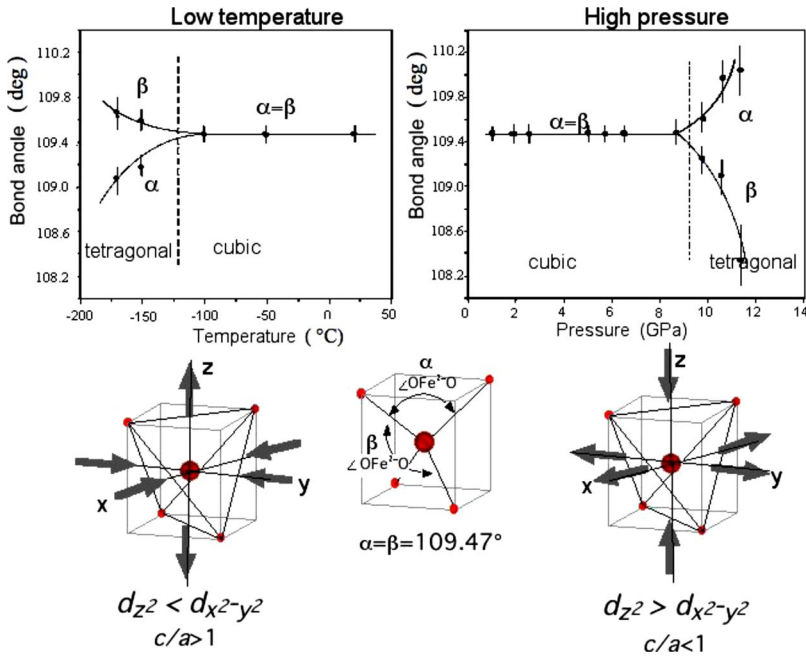 Low temperature
110.2
109.8
109.4
109.0
108.6
108.2
Bond angle (deg)
β
α=β
α
tetragonal
cubic
-200
-150
-100
-50
0
50
Temperature (°C)
High pressure
110.2
109.8
109.4
109.0
108.6
108.2
Bond angle (deg)
α=β
α
β
cubic
tetragonal
0
2
4
6
8
10
12
14
Pressure (GPa)
z
x
y
dz² < dx²-y²
c/a>1
α
∠OFe²⁻O
β
∠OFe²⁻O
α=β=109.47°
z
x
y
dz² > dx²-y²
c/a<1